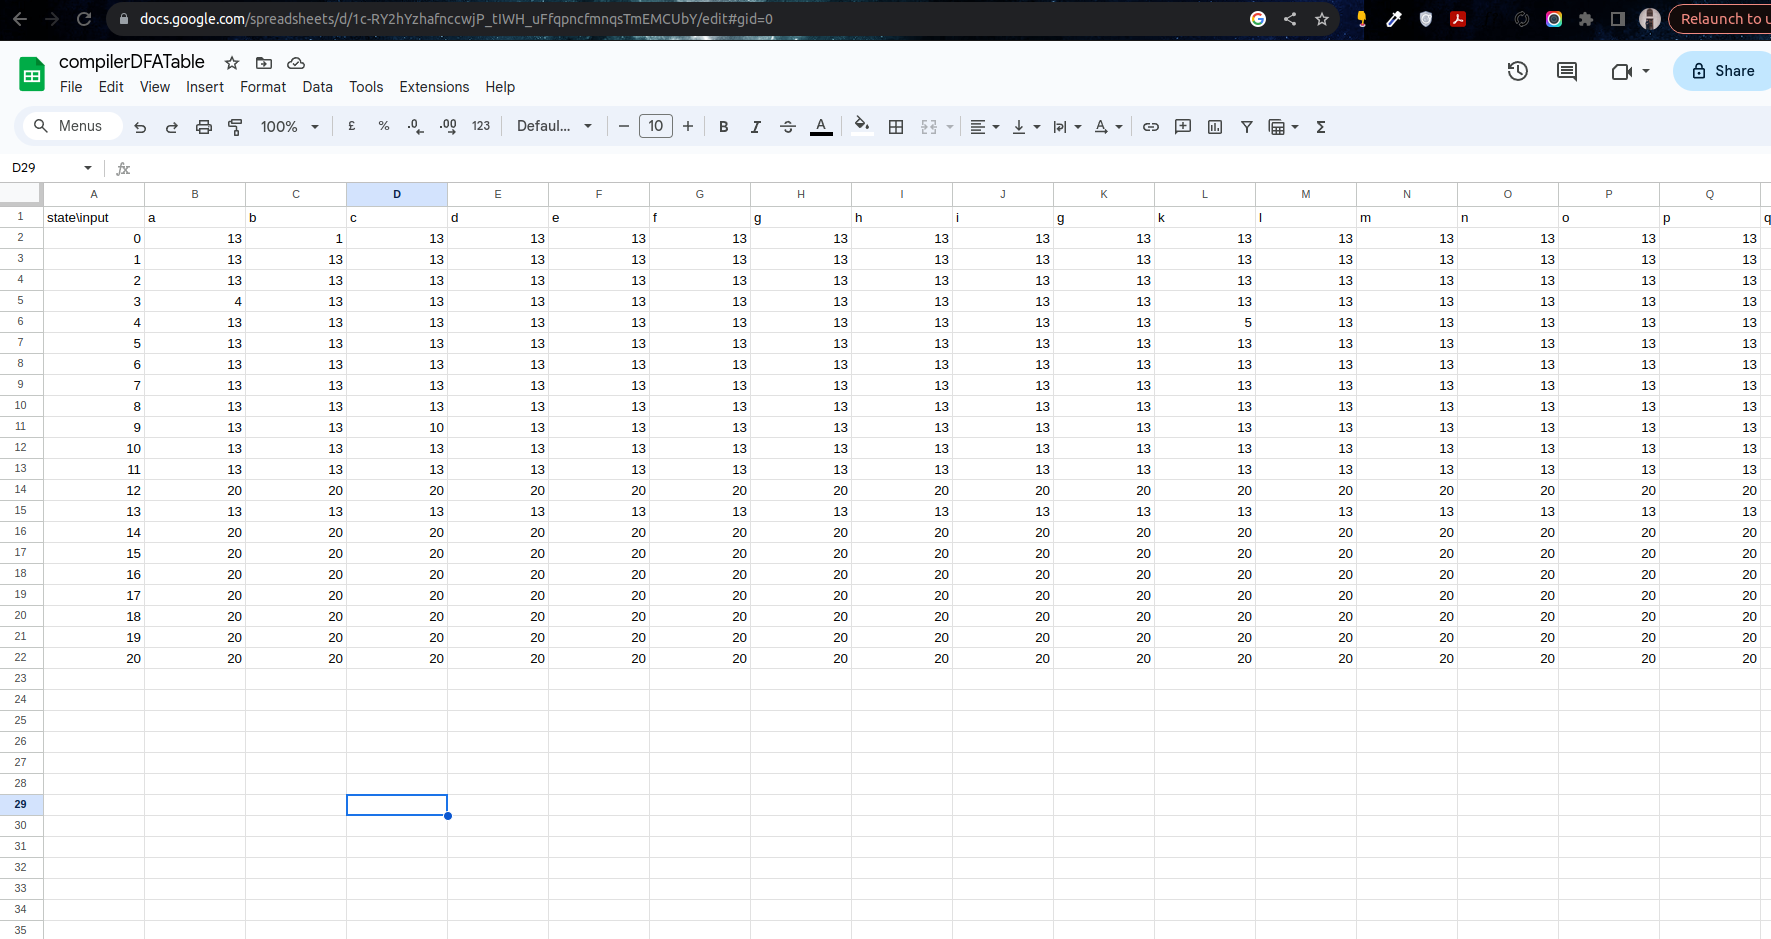 docs.google.com/spreadsheets/d/1c-RY2hYzhafnccwjP_tIWH_uFfqpncfmnqsTmEMCUbY/edit#gid=0 Relaunch to u
compilerDFATable
File Edit View Insert Format Data Tools Extensions Help
Share
Menus 100% £ % .0 .00 123 Defaul... 10 B I A Σ
D29 fx
A B C D E F G H I J K L M N O P Q
1 state\input a b c d e f g h i g k l m n o p q
2 0 13 1 13 13 13 13 13 13 13 13 13 13 13 13 13 13
3 1 13 13 13 13 13 13 13 13 13 13 13 13 13 13 13 13
4 2 13 13 13 13 13 13 13 13 13 13 13 13 13 13 13 13
5 3 4 13 13 13 13 13 13 13 13 13 13 13 13 13 13 13
6 4 13 13 13 13 13 13 13 13 13 13 5 13 13 13 13 13
7 5 13 13 13 13 13 13 13 13 13 13 13 13 13 13 13 13
8 6 13 13 13 13 13 13 13 13 13 13 13 13 13 13 13 13
9 7 13 13 13 13 13 13 13 13 13 13 13 13 13 13 13 13
10 8 13 13 13 13 13 13 13 13 13 13 13 13 13 13 13 13
11 9 13 13 10 13 13 13 13 13 13 13 13 13 13 13 13 13
12 10 13 13 13 13 13 13 13 13 13 13 13 13 13 13 13 13
13 11 13 13 13 13 13 13 13 13 13 13 13 13 13 13 13 13
14 12 20 20 20 20 20 20 20 20 20 20 20 20 20 20 20 20
15 13 13 13 13 13 13 13 13 13 13 13 13 13 13 13 13 13
16 14 20 20 20 20 20 20 20 20 20 20 20 20 20 20 20 20
17 15 20 20 20 20 20 20 20 20 20 20 20 20 20 20 20 20
18 16 20 20 20 20 20 20 20 20 20 20 20 20 20 20 20 20
19 17 20 20 20 20 20 20 20 20 20 20 20 20 20 20 20 20
20 18 20 20 20 20 20 20 20 20 20 20 20 20 20 20 20 20
21 19 20 20 20 20 20 20 20 20 20 20 20 20 20 20 20 20
22 20 20 20 20 20 20 20 20 20 20 20 20 20 20 20 20 20
23
24
25
26
27
28
29
30
31
32
33
34
35